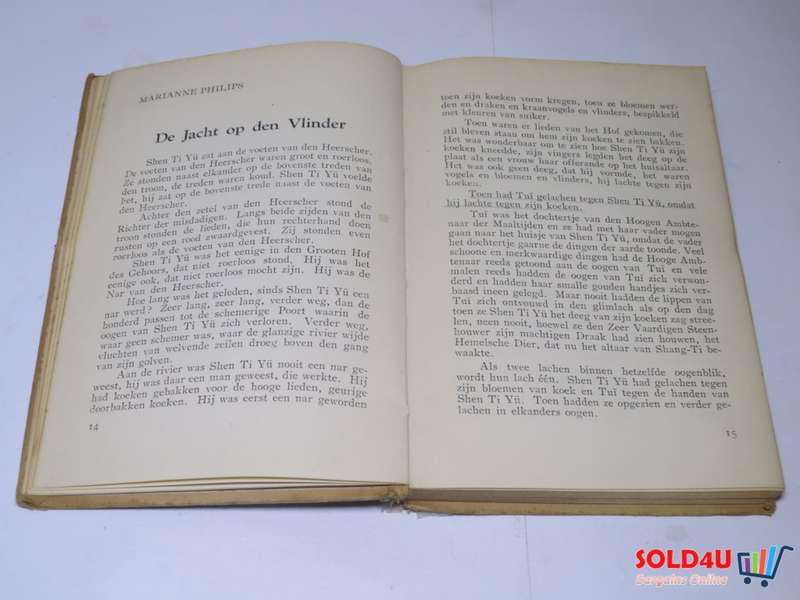 MARIANNE PHILIPS
De Jacht op den Vlinder
Shen Ti Yü zat aan de voeten van den Heerscher.
De voeten van den Heerscher waren groot en roerloos.
Ze stonden naast elkander op de bovenste treden van
den troon, de treden waren koud. Shen Ti Yü voelde
het, hij zat op de bovenste trede naast de voeten van
den Heerscher.
Achter den zetel van den Heerscher stond de
Richter der misdadigen. Langs beide zijden van den
troon stonden de lieden, die hun rechterhand doen
rusten op een rood zwaardgevest. Zij stonden even
roerloos als de voeten van den Heerscher.
Shen Ti Yü was het eenige in den Grooten Hof
des Gehoors, dat niet roerloos stond. Hij was het
eenige ook, dat niet roerloos mocht zijn. Hij was de
Nar van den Heerscher.
Hoe lang was het geleden, sinds Shen Ti Yü een
nar werd? Zeer lang, zeer lang, verder weg, dan de
honderd passen tot de schemerige Poort waarin de
oogen van Shen Ti Yü zich verloren. Verder weg,
waar geen schemer was, waar de glanzige rivier wijde
vluchten van welvende zeilen droeg boven den gang
van zijn golven.
Aan de rivier was Shen Ti Yü nooit een nar ge-
weest, hij was daar een man geweest, die werkte. Hij
had koeken gebakken voor de hooge lieden, geurige
doorbakken koeken. Hij was eerst een nar geworden
14
toen zijn koeken vorm kregen, toen ze bloemen wer-
den en draken en kraanvogels en vlinders, bespikkeld
met kleuren van suiker.
Toen waren er lieden van het Hof gekomen, die
stil bleven staan om hem zijn koeken te zien bakken.
Het was wonderbaar om te zien hoe Shen Ti Yü zijn
koeken kneedde, zijn vingers legden het deeg op de
plaat als een vrouw haar offerande op het huisaltaar.
Het was ook geen deeg, dat hij vormde, het waren
vogels en bloemen en vlinders, hij lachte tegen zijn
koeken.
Toen had Tui gelachen tegen Shen Ti Yü, omdat
hij lachte tegen zijn koeken.
Tui was het dochtertje van den Hoogen Ambte-
naar der Maaltijden en ze had met haar vader mogen
gaan naar het huisje van Shen Ti Yü, omdat de vader
het dochtertje gaarne de dingen der aarde toonde. Veel
schoone en merkwaardige dingen had de Hooge Amb-
tenaar reeds getoond aan de oogen van Tui en vele
malen reeds hadden de oogen van Tui zich verwon-
derd en hadden haar smalle gouden handjes zich ver-
baasd ineen gelegd. Maar nooit hadden de lippen van
Tui zich ontvouwd in den glimlach als op den dag
toen ze Shen Ti Yü het deeg van zijn koeken zag stree-
len, neen nooit, hoewel ze den Zeer Vaardigen Steen-
houwer zijn machtigen Draak had zien houwen, het
Hemelsche Dier, dat nu het altaar van Shang-Ti be-
waakte.
Als twee lachen binnen hetzelfde oogenblik,
wordt hun lach één. Shen Ti Yü had gelachen tegen
zijn bloemen van koek en Tui tegen de handen van
Shen Ti Yü. Toen hadden ze opgezien en verder ge-
lachen in elkanders oogen.
15
SOLD4U
Bargains Online